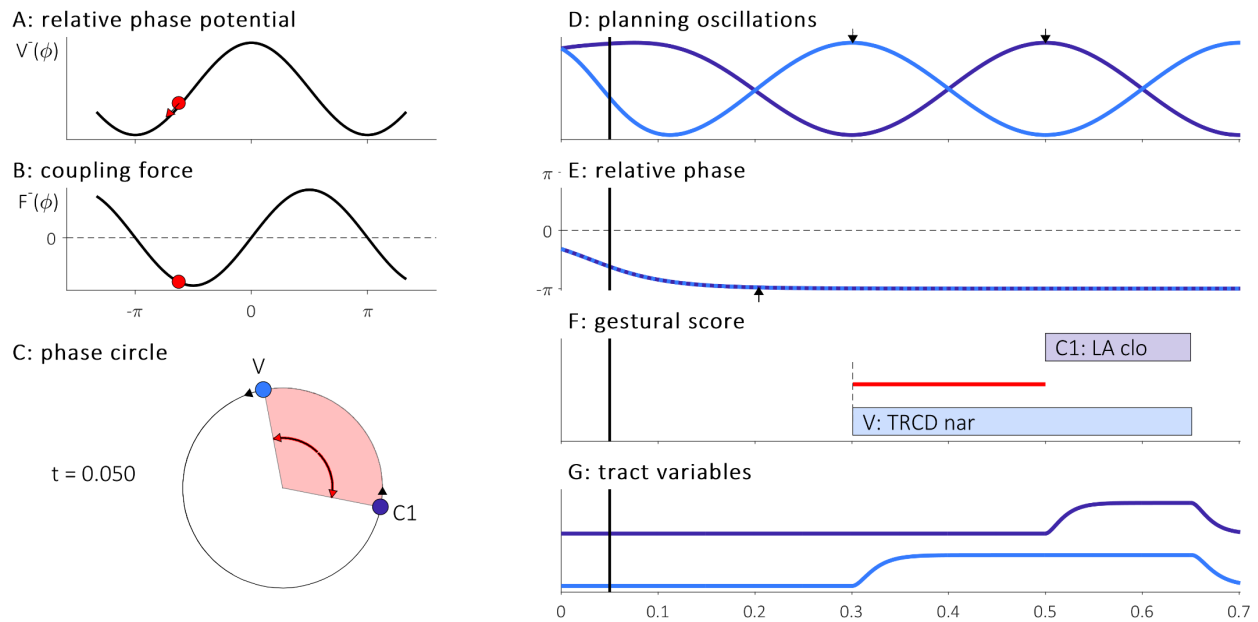 A: relative phase potential
V⁻(ϕ)
B: coupling force
F⁻(ϕ)
0
-π
0
π
C: phase circle
V
t = 0.050
C1
D: planning oscillations
E: relative phase
π
0
-π
F: gestural score
C1: LA clo
V: TRCD nar
G: tract variables
0
0.1
0.2
0.3
0.4
0.5
0.6
0.7